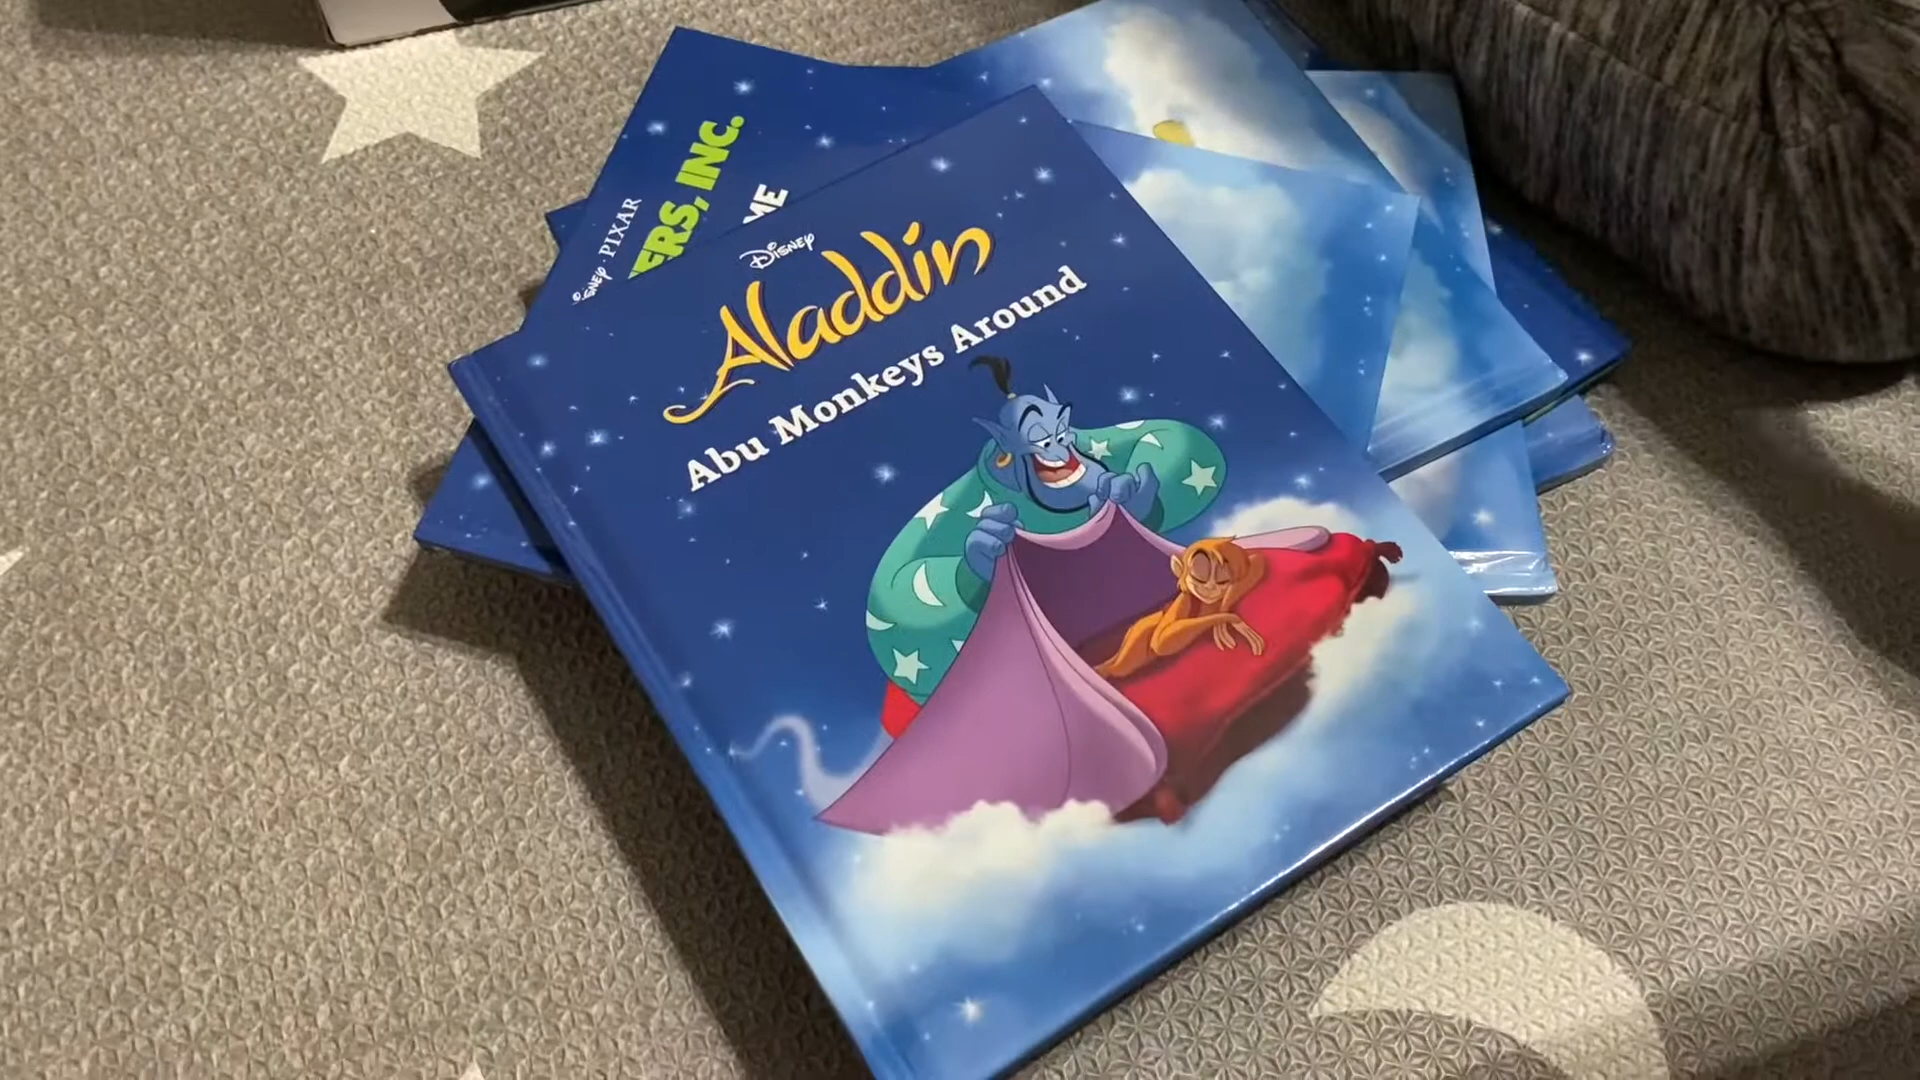 DISNEY · PIXAR
ERS, INC.
ME
Disney
Aladdin
Abu Monkeys Around